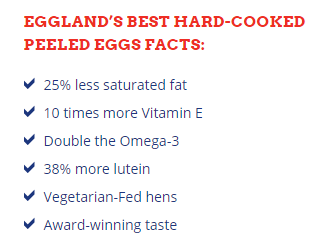 EGGLAND’S BEST HARD-COOKED
PEELED EGGS FACTS:
25% less saturated fat
10 times more Vitamin E
Double the Omega-3
38% more lutein
Vegetarian-Fed hens
Award-winning taste